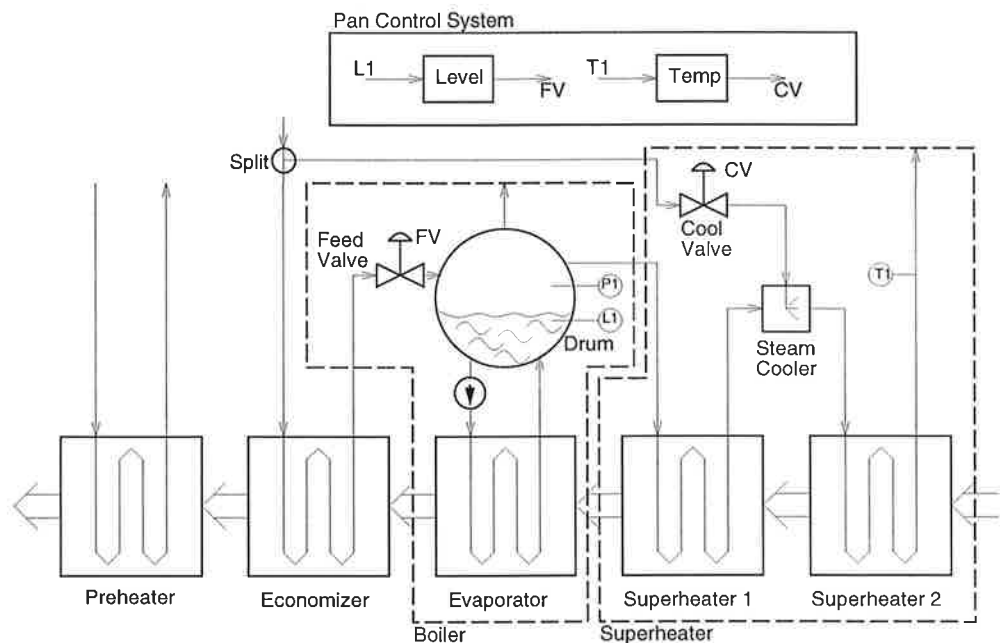 Pan Control System
L1
Level
FV
T1
Temp
CV
Split
CV
Cool
Valve
Feed
Valve
FV
P1
L1
Drum
T1
Steam
Cooler
Preheater
Economizer
Evaporator
Superheater 1
Superheater 2
Boiler
Superheater